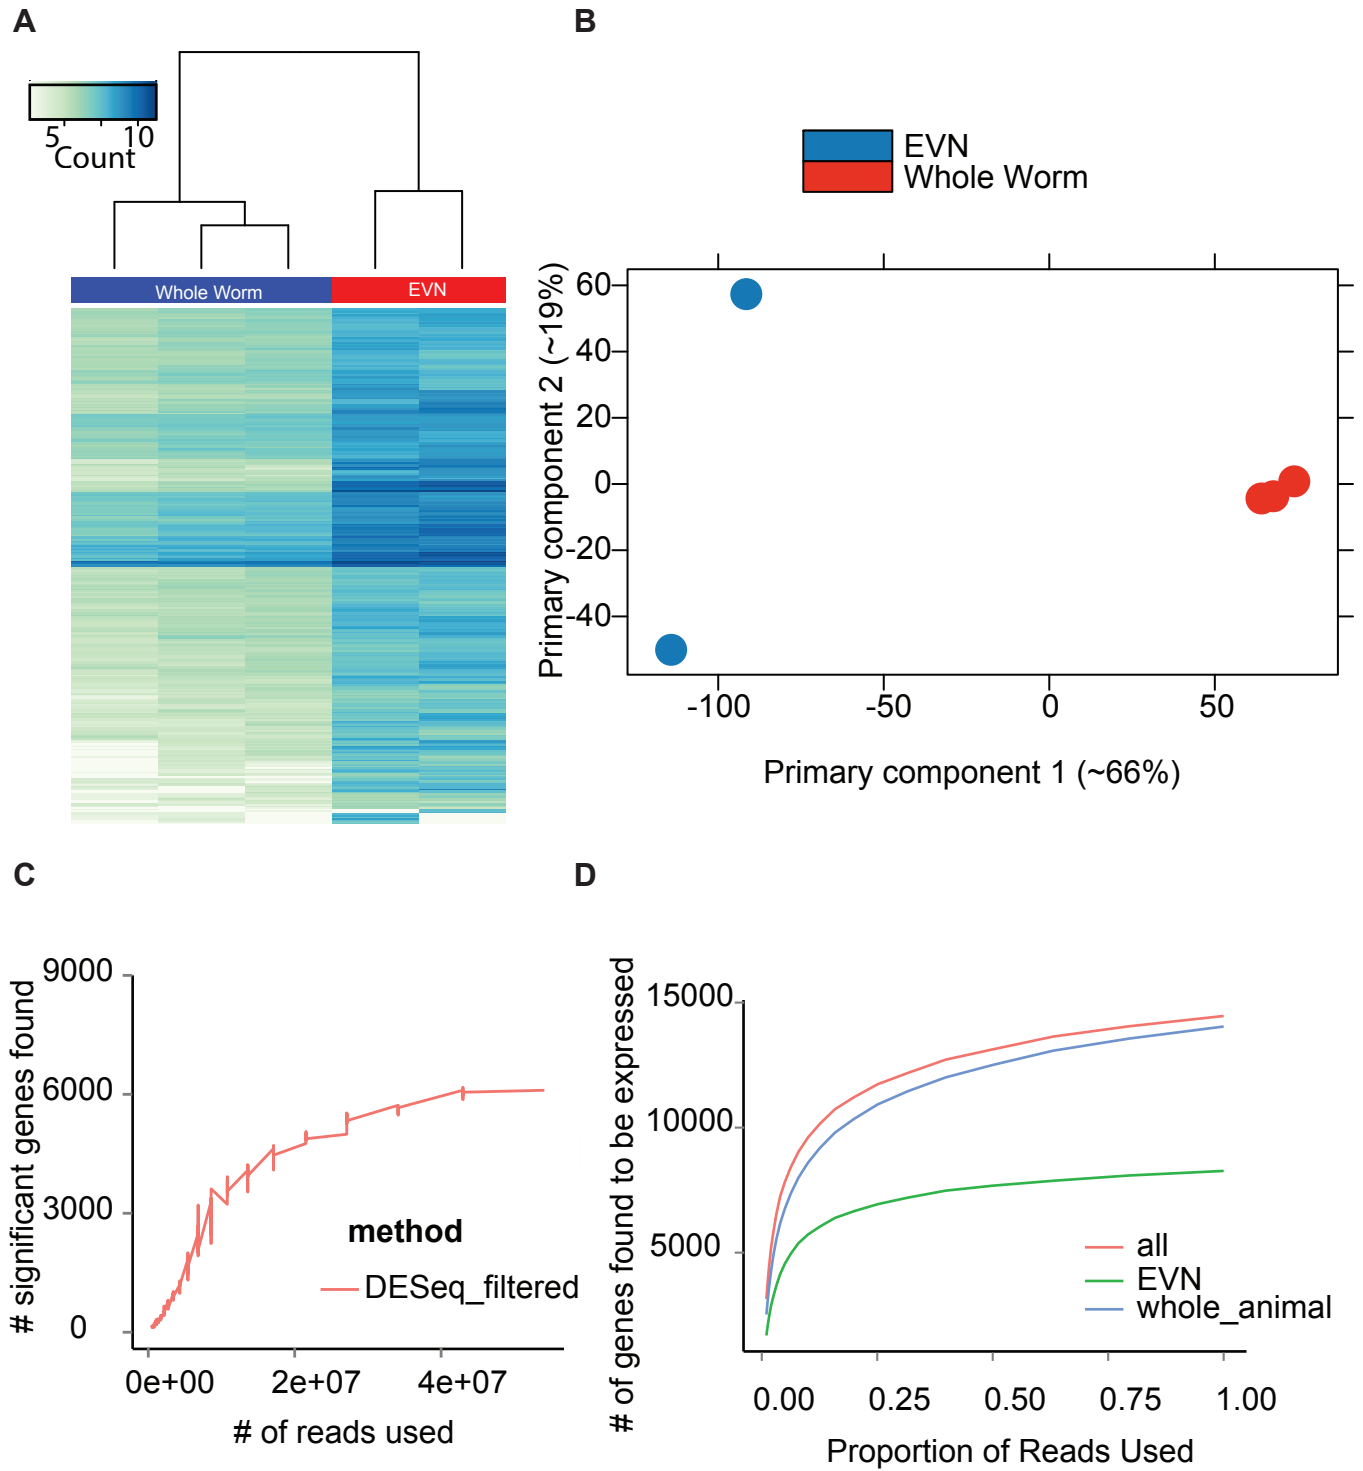 A
5 10
Count
Whole Worm EVN
B
EVN
Whole Worm
60
40
20
0
-20
-40
Primary component 2 (~19%)
-100 -50 0 50
Primary component 1 (~66%)
C
9000
6000
3000
0
# significant genes found
method
DESeq_filtered
0e+00 2e+07 4e+07
# of reads used
D
15000
10000
5000
# of genes found to be expressed
all
EVN
whole_animal
0.00 0.25 0.50 0.75 1.00
Proportion of Reads Used